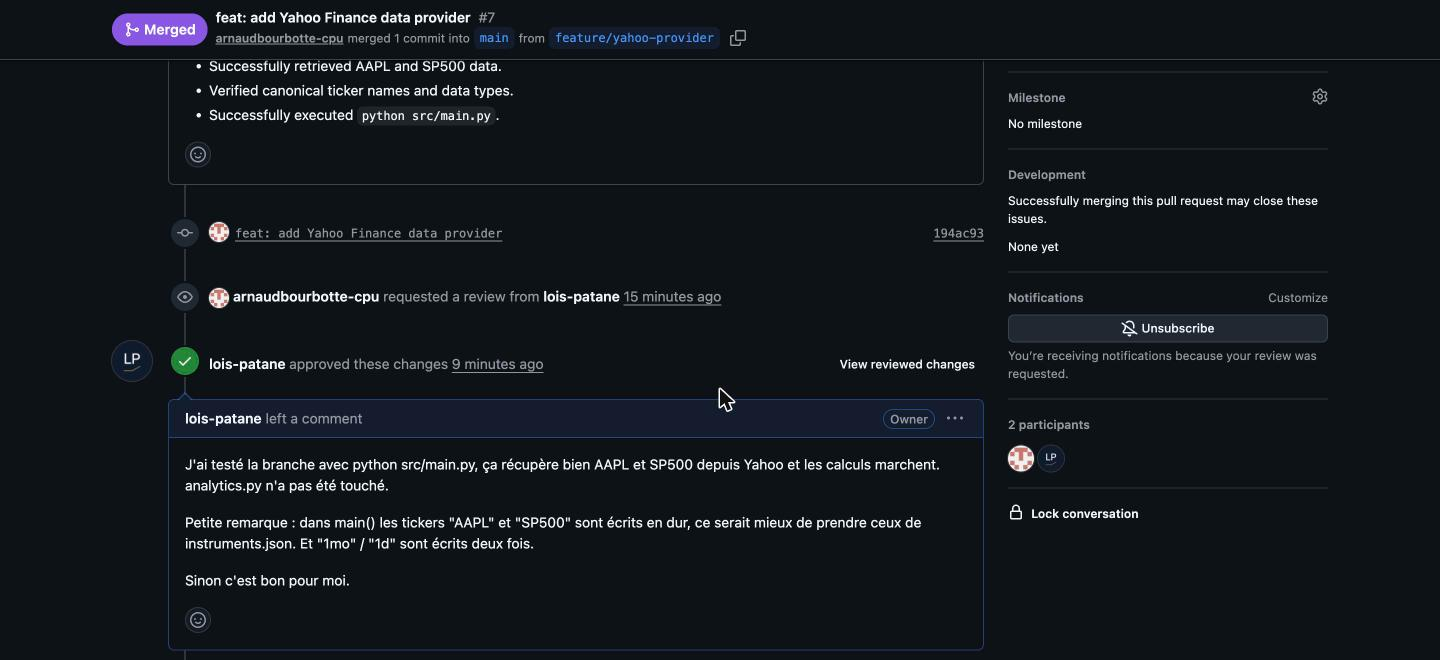 Merged
feat: add Yahoo Finance data provider #7
arnaudbourbotte-cpu merged 1 commit into main from feature/yahoo-provider
• Successfully retrieved AAPL and SP500 data.
• Verified canonical ticker names and data types.
• Successfully executed python src/main.py.
feat: add Yahoo Finance data provider 194ac93
arnaudbourbotte-cpu requested a review from lois-patane 15 minutes ago
LP
lois-patane approved these changes 9 minutes ago View reviewed changes
lois-patane left a comment Owner
J'ai testé la branche avec python src/main.py, ça récupère bien AAPL et SP500 depuis Yahoo et les calculs marchent.
analytics.py n'a pas été touché.
Petite remarque : dans main() les tickers "AAPL" et "SP500" sont écrits en dur, ce serait mieux de prendre ceux de
instruments.json. Et "1mo" / "1d" sont écrits deux fois.
Sinon c'est bon pour moi.
Milestone
No milestone
Development
Successfully merging this pull request may close these
issues.
None yet
Notifications Customize
Unsubscribe
You're receiving notifications because your review was
requested.
2 participants
LP
Lock conversation